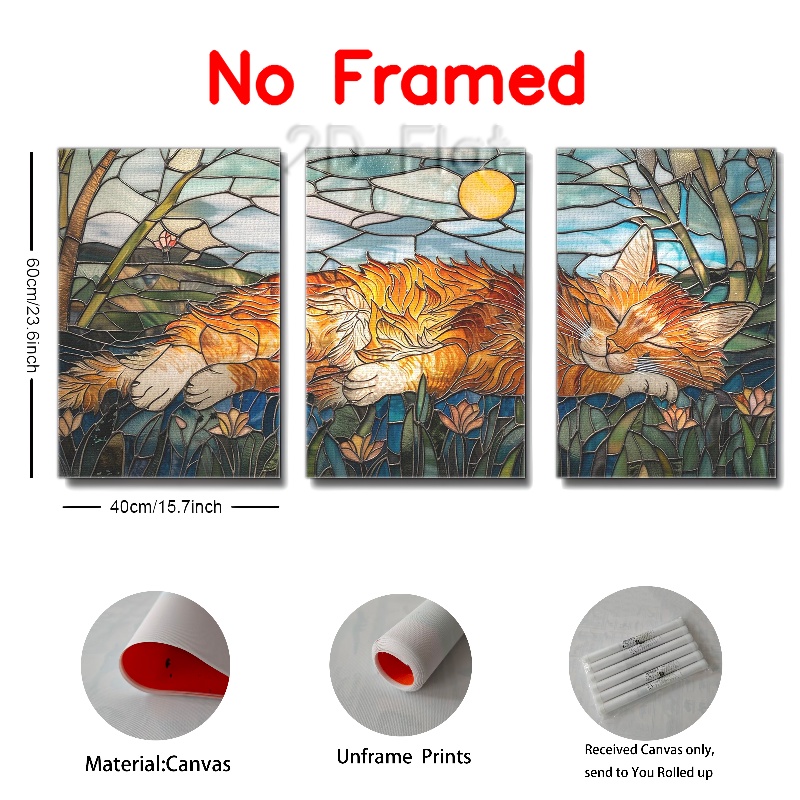 No Framed
2D Flat
60cm/23.6inch
40cm/15.7inch
Material:Canvas
Unframe Prints
Received Canvas only,
send to You Rolled up